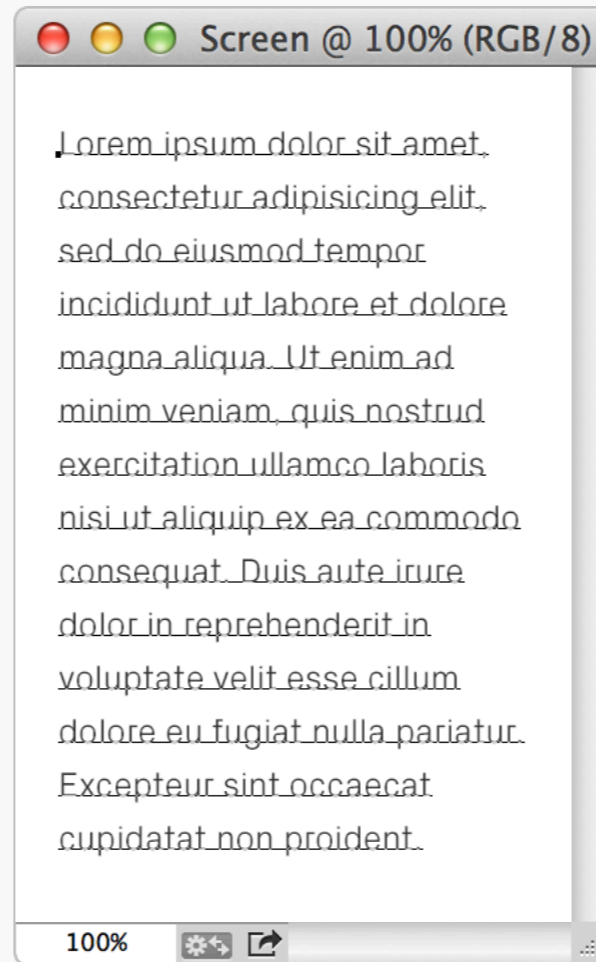 Screen @ 100% (RGB/8)
Lorem ipsum dolor sit amet,
consectetur adipisicing elit,
sed do eiusmod tempor
incididunt ut labore et dolore
magna aliqua. Ut enim ad
minim veniam, quis nostrud
exercitation ullamco laboris
nisi ut aliquip ex ea commodo
consequat. Duis aute irure
dolor in reprehenderit in
voluptate velit esse cillum
dolore eu fugiat nulla pariatur.
Excepteur sint occaecat
cupidatat non proident.
100%